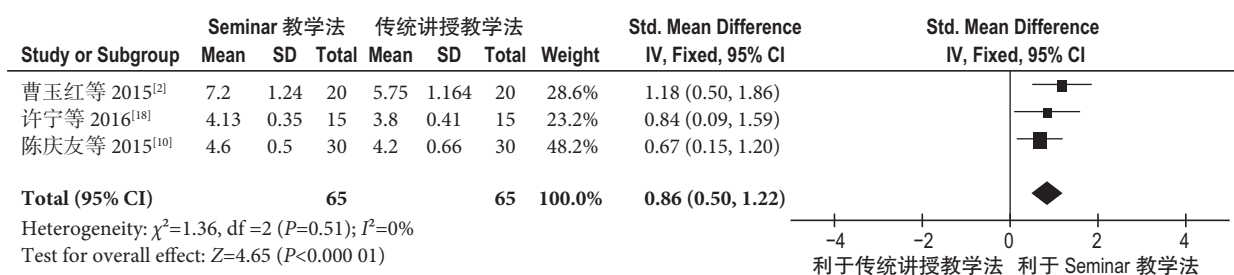 Seminar 教学法 传统讲授教学法 Std. Mean Difference Std. Mean Difference
Study or Subgroup Mean SD Total Mean SD Total Weight IV, Fixed, 95% CI IV, Fixed, 95% CI
曹玉红等 2015[2] 7.2 1.24 20 5.75 1.164 20 28.6% 1.18 (0.50, 1.86)
许宁等 2016[18] 4.13 0.35 15 3.8 0.41 15 23.2% 0.84 (0.09, 1.59)
陈庆友等 2015[10] 4.6 0.5 30 4.2 0.66 30 48.2% 0.67 (0.15, 1.20)
Total (95% CI) 65 65 100.0% 0.86 (0.50, 1.22)
Heterogeneity: χ²=1.36, df =2 (P=0.51); I²=0%
Test for overall effect: Z=4.65 (P<0.000 01)
−4 −2 0 2 4
利于传统讲授教学法 利于 Seminar 教学法